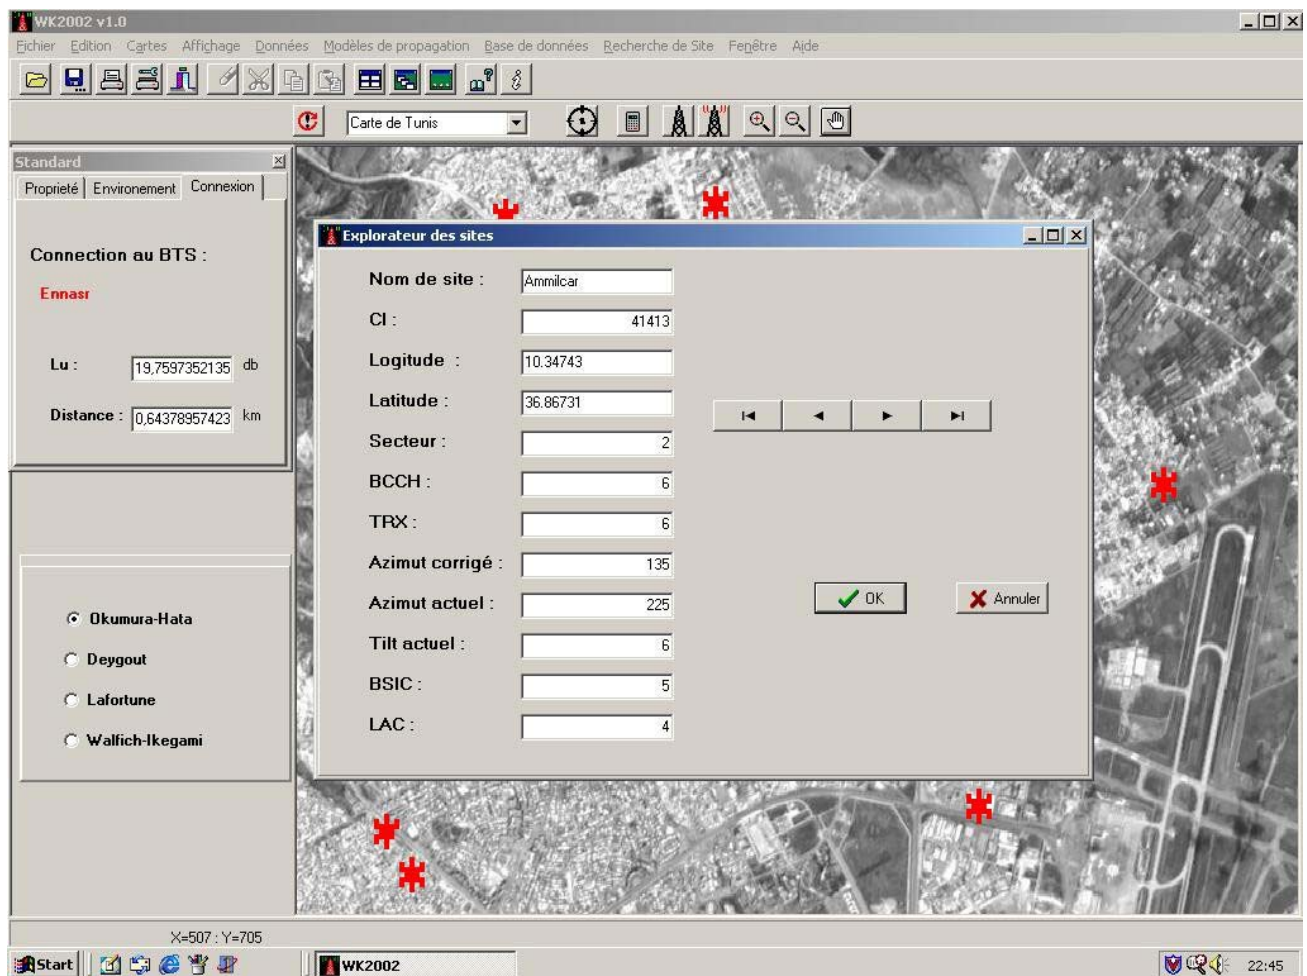 WK2002 v1.0
Fichier Edition Cartes Affichage Données Modèles de propagation Base de données Recherche de Site Fenêtre Aide
Carte de Tunis
Standard
Proprieté Environement Connexion
Connection au BTS :
Ennasr
Lu : 19,7597352135 db
Distance : 0,64378957423 km
Okumura-Hata
Deygout
Lafortune
Walfich-Ikegami
Explorateur des sites
Nom de site : Ammilcar
CI : 41413
Logitude : 10.34743
Latitude : 36.86731
Secteur : 2
BCCH : 6
TRX : 6
Azimut corrigé : 135
Azimut actuel : 225
Tilt actuel : 6
BSIC : 5
LAC : 4
OK Annuler
X=507 : Y=705
Start WK2002 22:45